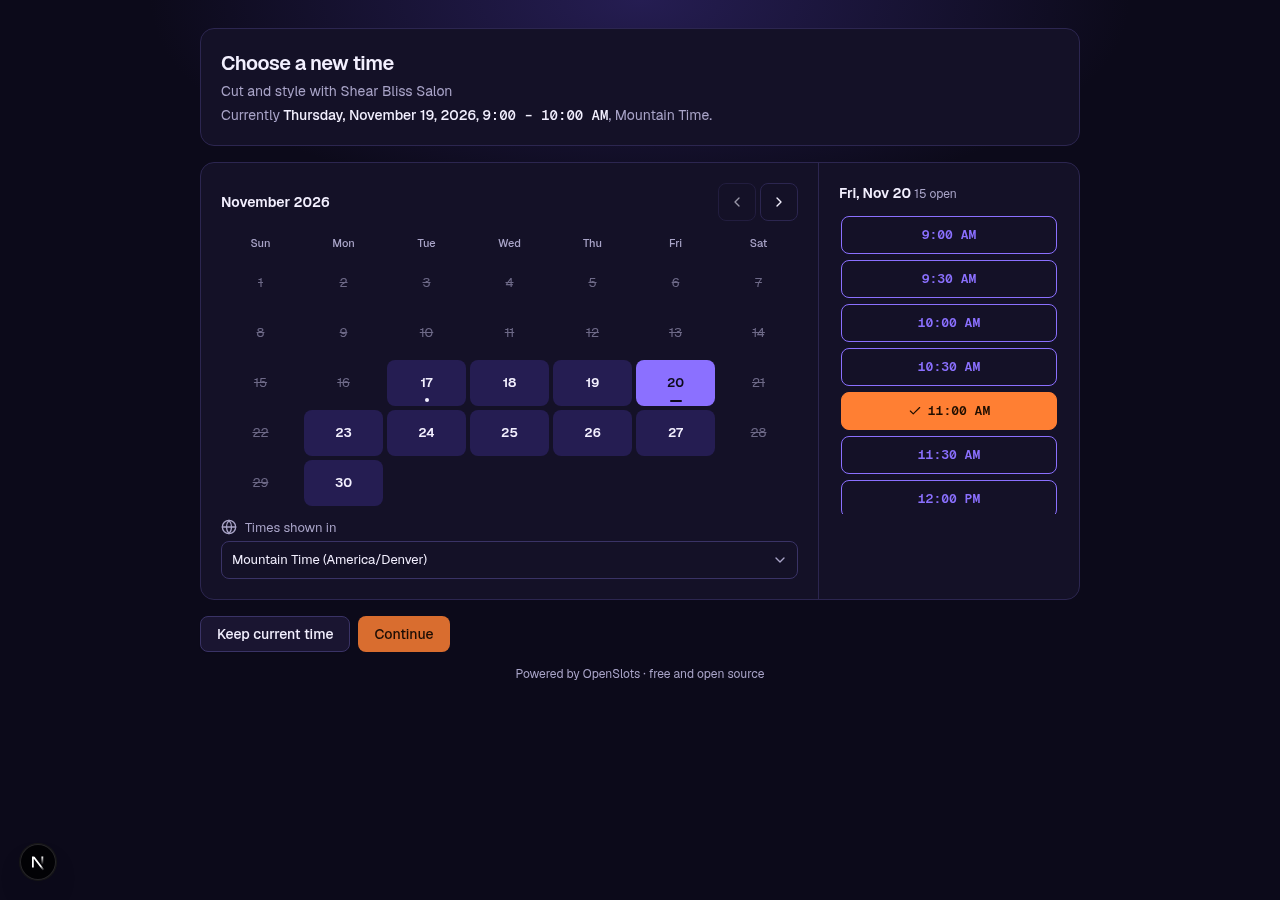 Choose a new time
Cut and style with Shear Bliss Salon
Currently Thursday, November 19, 2026, 9:00 – 10:00 AM, Mountain Time.
November 2026
Sun Mon Tue Wed Thu Fri Sat
1 2 3 4 5 6 7
8 9 10 11 12 13 14
15 16 17 18 19 20 21
22 23 24 25 26 27 28
29 30
Times shown in
Mountain Time (America/Denver)
Fri, Nov 20 15 open
9:00 AM
9:30 AM
10:00 AM
10:30 AM
11:00 AM
11:30 AM
12:00 PM
Keep current time
Continue
Powered by OpenSlots · free and open source
N